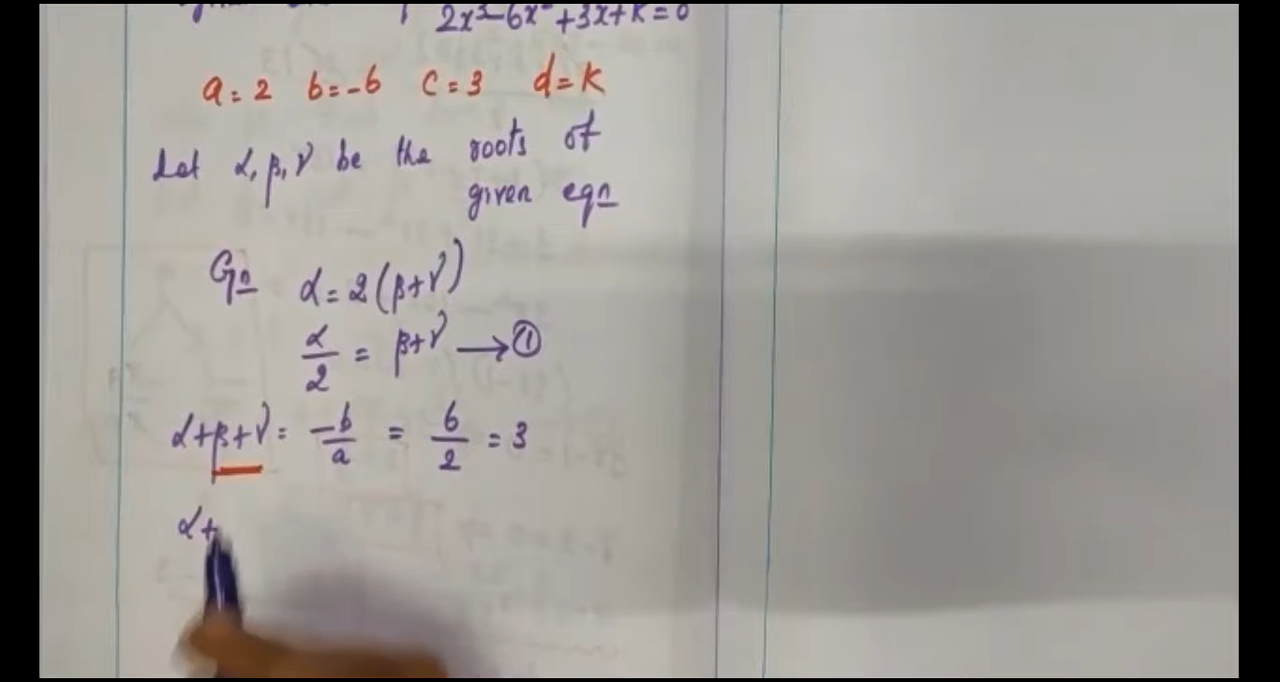 2x³-6x²+3x+k=0
a=2 b=-6 c=3 d=k
Let α, β, γ be the roots of
given eqn
Gn α=2(β+γ)
α/2 = β+γ → ①
α+β+γ = -b/a = 6/2 = 3
α+